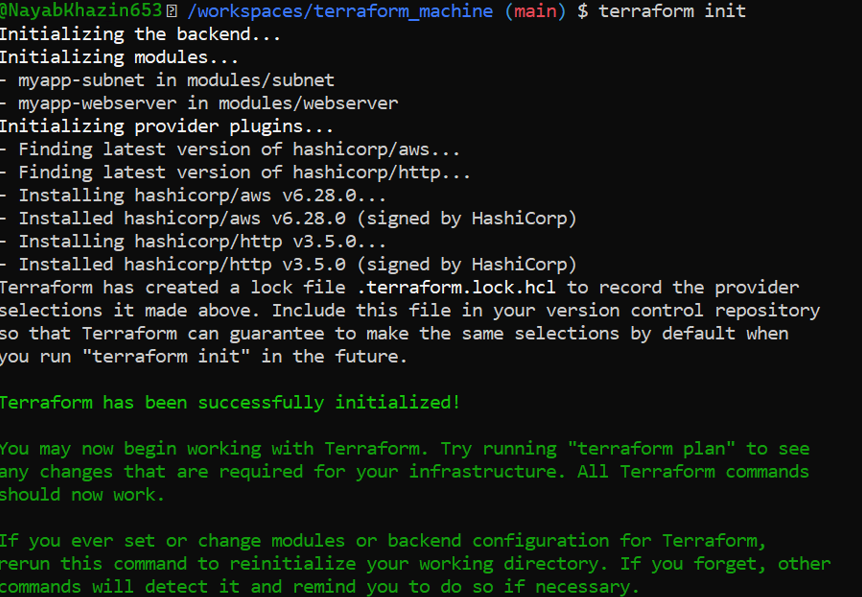 @NayabKhazin653 /workspaces/terraform_machine (main) $ terraform init
Initializing the backend...
Initializing modules...
- myapp-subnet in modules/subnet
- myapp-webserver in modules/webserver
Initializing provider plugins...
- Finding latest version of hashicorp/aws...
- Finding latest version of hashicorp/http...
- Installing hashicorp/aws v6.28.0...
- Installed hashicorp/aws v6.28.0 (signed by HashiCorp)
- Installing hashicorp/http v3.5.0...
- Installed hashicorp/http v3.5.0 (signed by HashiCorp)
Terraform has created a lock file .terraform.lock.hcl to record the provider
selections it made above. Include this file in your version control repository
so that Terraform can guarantee to make the same selections by default when
you run "terraform init" in the future.
Terraform has been successfully initialized!
You may now begin working with Terraform. Try running "terraform plan" to see
any changes that are required for your infrastructure. All Terraform commands
should now work.
If you ever set or change modules or backend configuration for Terraform,
rerun this command to reinitialize your working directory. If you forget, other
commands will detect it and remind you to do so if necessary.